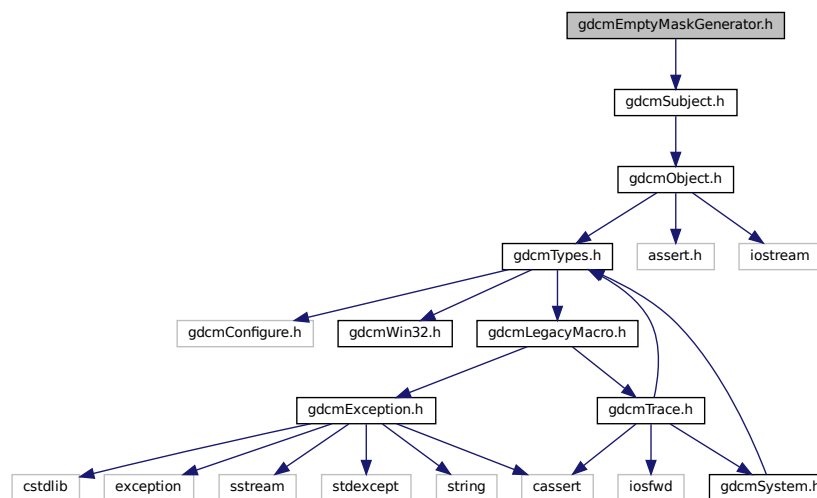 gdcmEmptyMaskGenerator.h
gdcmSubject.h
gdcmObject.h
gdcmTypes.h
assert.h
iostream
gdcmConfigure.h
gdcmWin32.h
gdcmLegacyMacro.h
gdcmException.h
gdcmTrace.h
cstdlib
exception
sstream
stdexcept
string
cassert
iosfwd
gdcmSystem.h